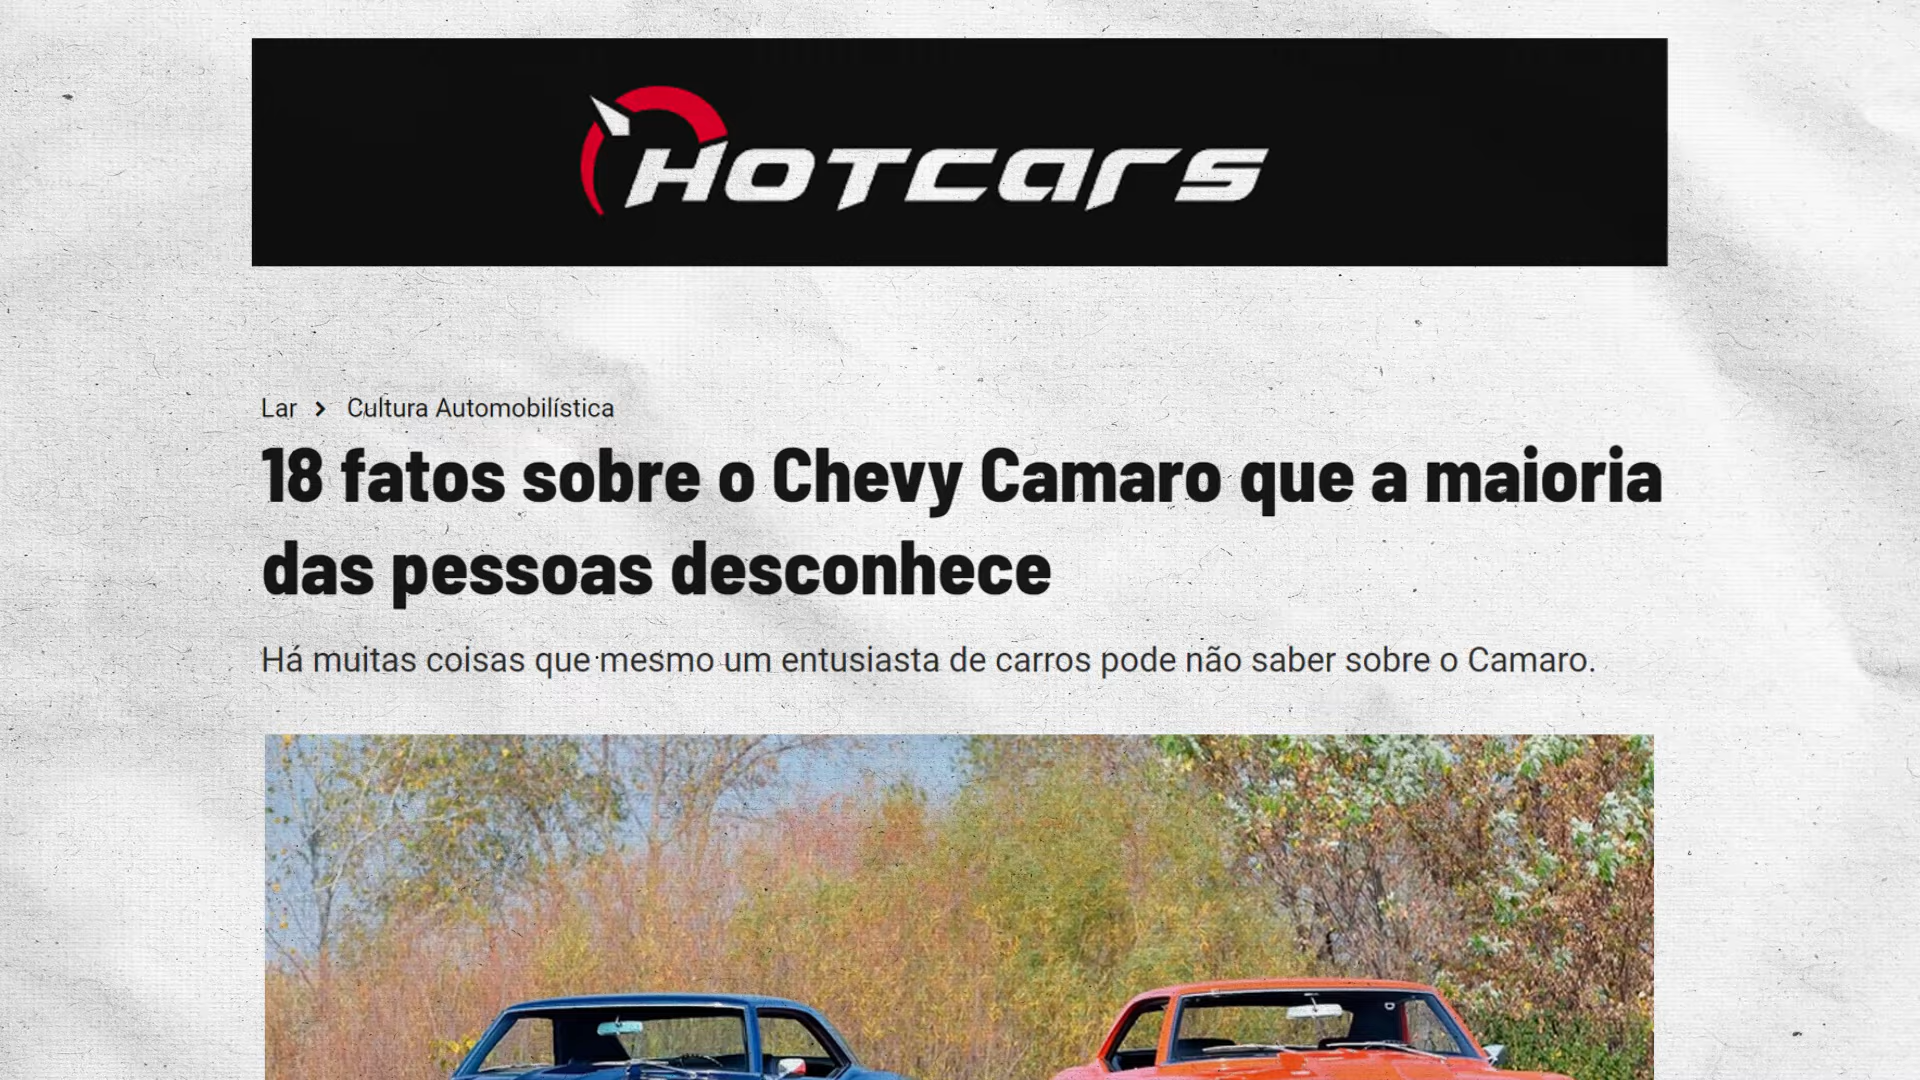 HOTCARS
Lar > Cultura Automobilística
18 fatos sobre o Chevy Camaro que a maioria
das pessoas desconhece
Há muitas coisas que mesmo um entusiasta de carros pode não saber sobre o Camaro.